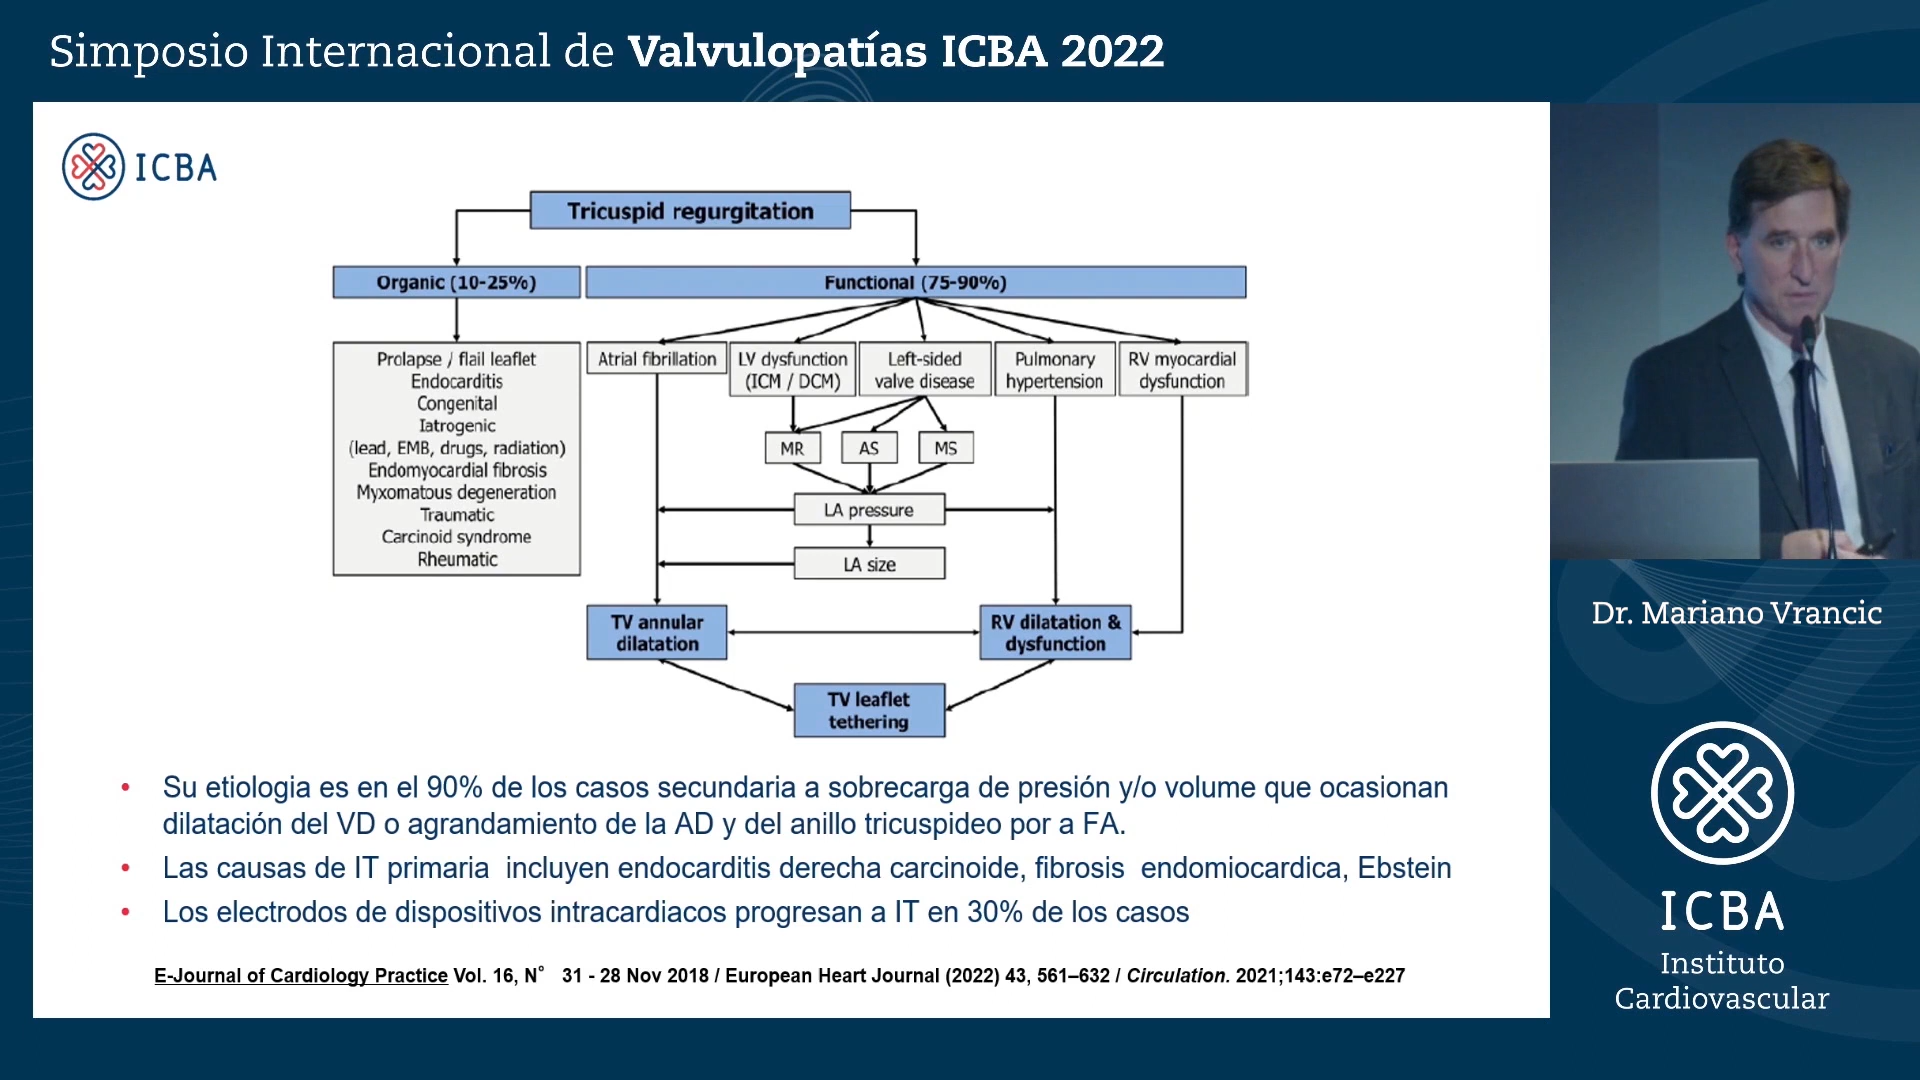 Simposio Internacional de Valvulopatías ICBA 2022
ICBA
Tricuspid regurgitation
Organic (10-25%)
Functional (75-90%)
Prolapse / flail leaflet
Endocarditis
Congenital
Iatrogenic
(lead, EMB, drugs, radiation)
Endomyocardial fibrosis
Myxomatous degeneration
Traumatic
Carcinoid syndrome
Rheumatic
Atrial fibrillation
LV dysfunction
(ICM / DCM)
Left-sided
valve disease
Pulmonary
hypertension
RV myocardial
dysfunction
MR
AS
MS
LA pressure
LA size
TV annular
dilatation
RV dilatation &
dysfunction
TV leaflet
tethering
• Su etiologia es en el 90% de los casos secundaria a sobrecarga de presión y/o volume que ocasionan
dilatación del VD o agrandamiento de la AD y del anillo tricuspideo por a FA.
• Las causas de IT primaria incluyen endocarditis derecha carcinoide, fibrosis endomiocardica, Ebstein
• Los electrodos de dispositivos intracardiacos progresan a IT en 30% de los casos
E-Journal of Cardiology Practice Vol. 16, N° 31 - 28 Nov 2018 / European Heart Journal (2022) 43, 561–632 / Circulation. 2021;143:e72–e227
Dr. Mariano Vrancic
ICBA
Instituto
Cardiovascular